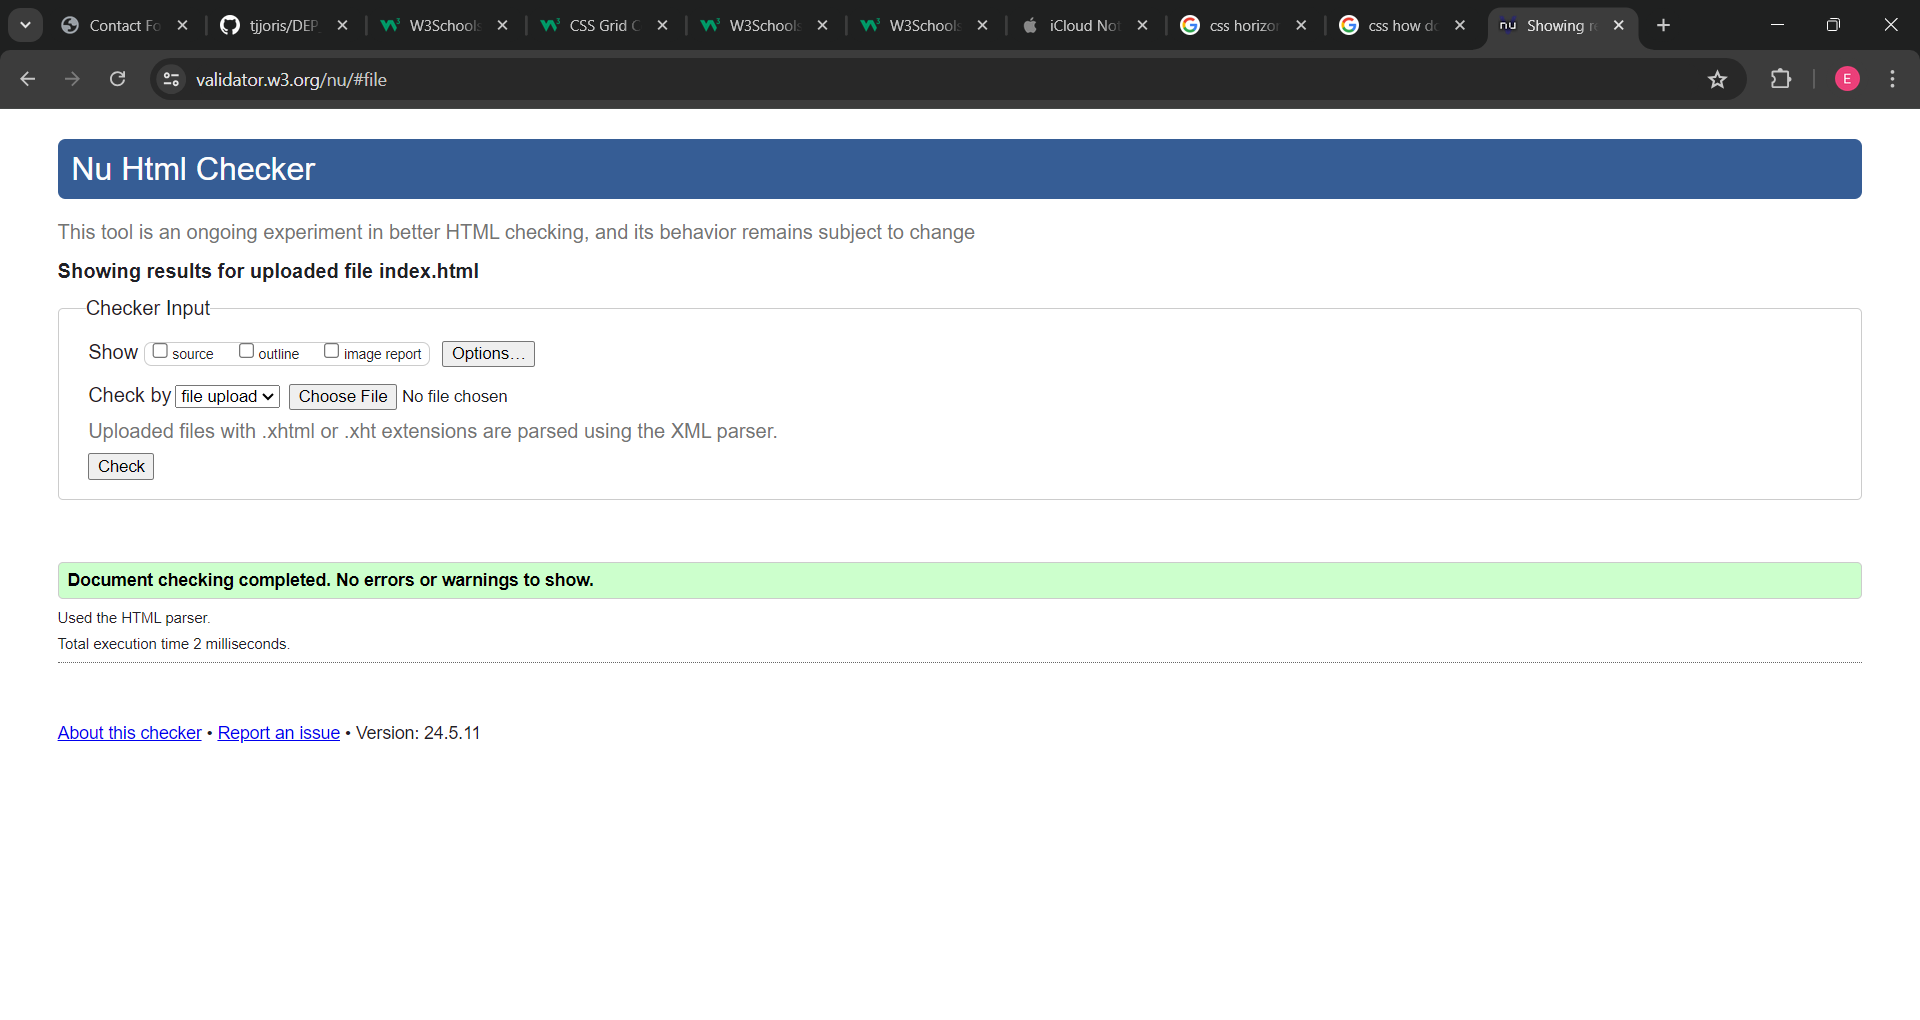 Contact Fo
tjjoris/DEP
W3Schools
CSS Grid C
W3Schools
W3Schools
iCloud Not
css horizon
css how do
nu Showing re
validator.w3.org/nu/#file
E
Nu Html Checker
This tool is an ongoing experiment in better HTML checking, and its behavior remains subject to change
Showing results for uploaded file index.html
Checker Input
Show source outline image report Options...
Check by file upload Choose File No file chosen
Uploaded files with .xhtml or .xht extensions are parsed using the XML parser.
Check
Document checking completed. No errors or warnings to show.
Used the HTML parser.
Total execution time 2 milliseconds.
About this checker • Report an issue • Version: 24.5.11